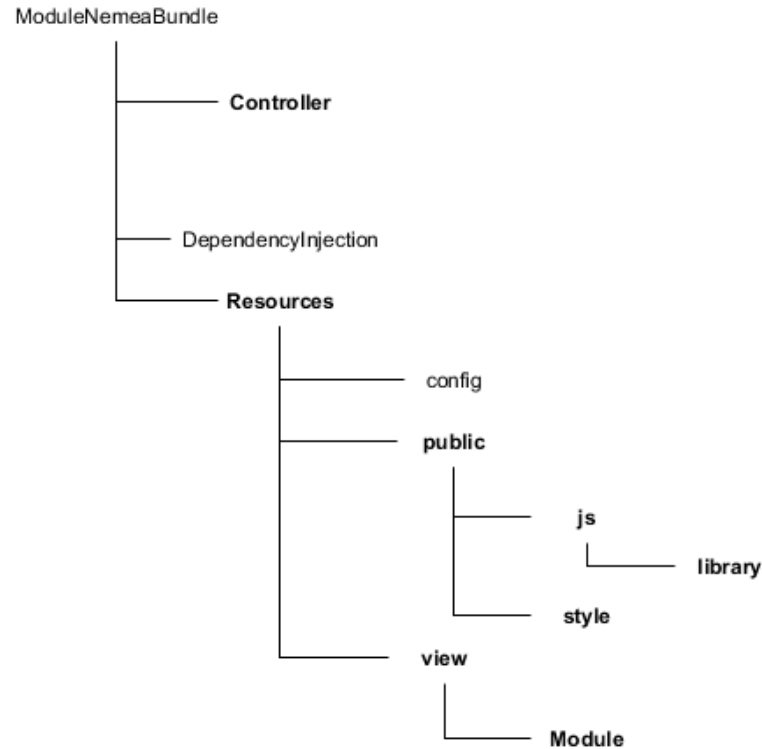 ModuleNemeaBundle
Controller
DependencyInjection
Resources
config
public
js
library
style
view
Module